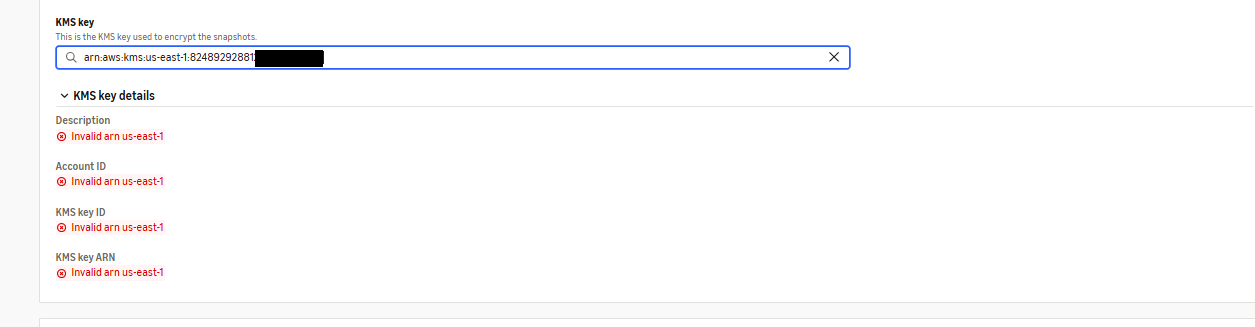 KMS key
This is the KMS key used to encrypt the snapshots.
arn:aws:kms:us-east-1:82489292881
KMS key details
Description
Invalid arn us-east-1
Account ID
Invalid arn us-east-1
KMS key ID
Invalid arn us-east-1
KMS key ARN
Invalid arn us-east-1